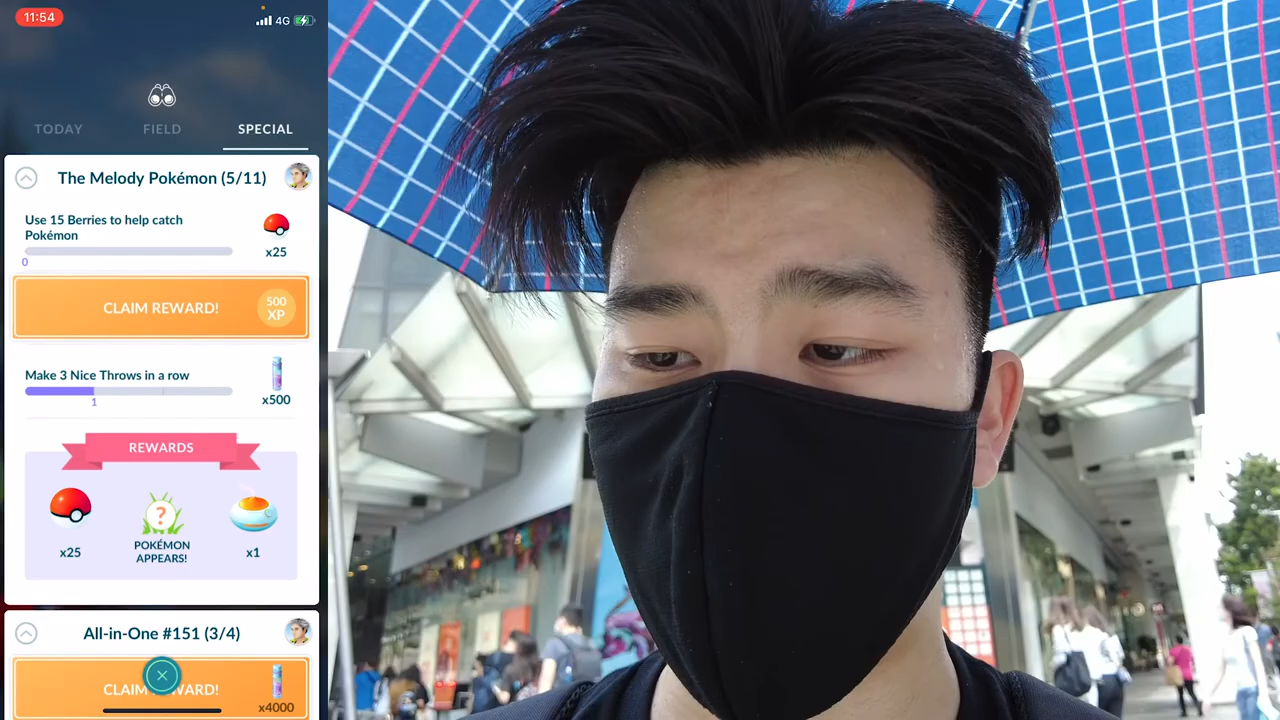 11:54
4G
TODAY
FIELD
SPECIAL
The Melody Pokémon (5/11)
Use 15 Berries to help catch
Pokémon
x25
0
CLAIM REWARD!
500
XP
Make 3 Nice Throws in a row
1
x500
REWARDS
?
x25
POKÉMON
APPEARS!
x1
All-in-One #151 (3/4)
x4000